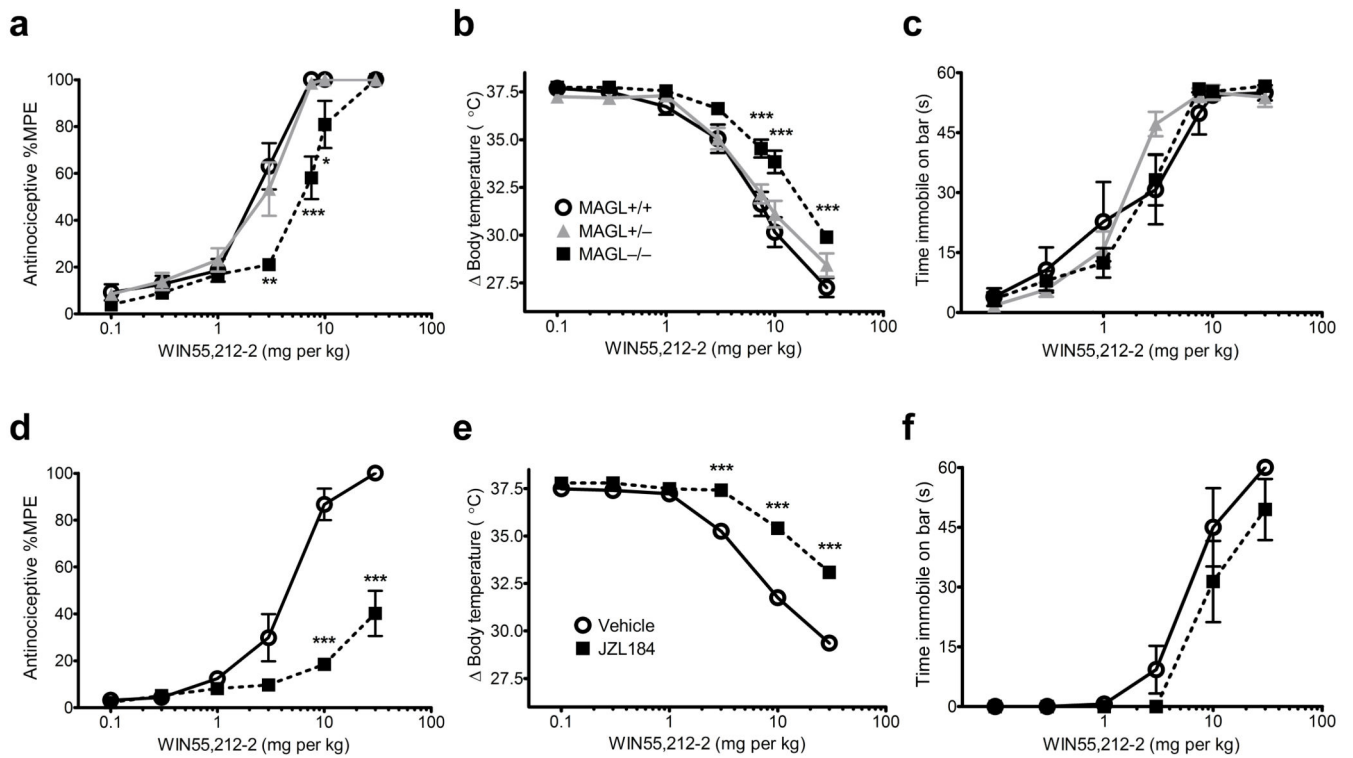 a
Antinociceptive %MPE
100
80
60
40
20
0
***
**
*
0.1
1
10
100
WIN55,212-2 (mg per kg)
b
Δ Body temperature ( °C)
37.5
35.0
32.5
30.0
27.5
***
***
***
MAGL+/+
MAGL+/–
MAGL–/–
0.1
1
10
100
WIN55,212-2 (mg per kg)
c
Time immobile on bar (s)
60
45
30
15
0
1
10
100
WIN55,212-2 (mg per kg)
d
Antinociceptive %MPE
100
80
60
40
20
0
***
***
0.1
1
10
100
WIN55,212-2 (mg per kg)
e
Δ Body temperature ( °C)
37.5
35.0
32.5
30.0
27.5
***
***
***
Vehicle
JZL184
0.1
1
10
100
WIN55,212-2 (mg per kg)
f
Time immobile on bar (s)
60
45
30
15
0
1
10
100
WIN55,212-2 (mg per kg)